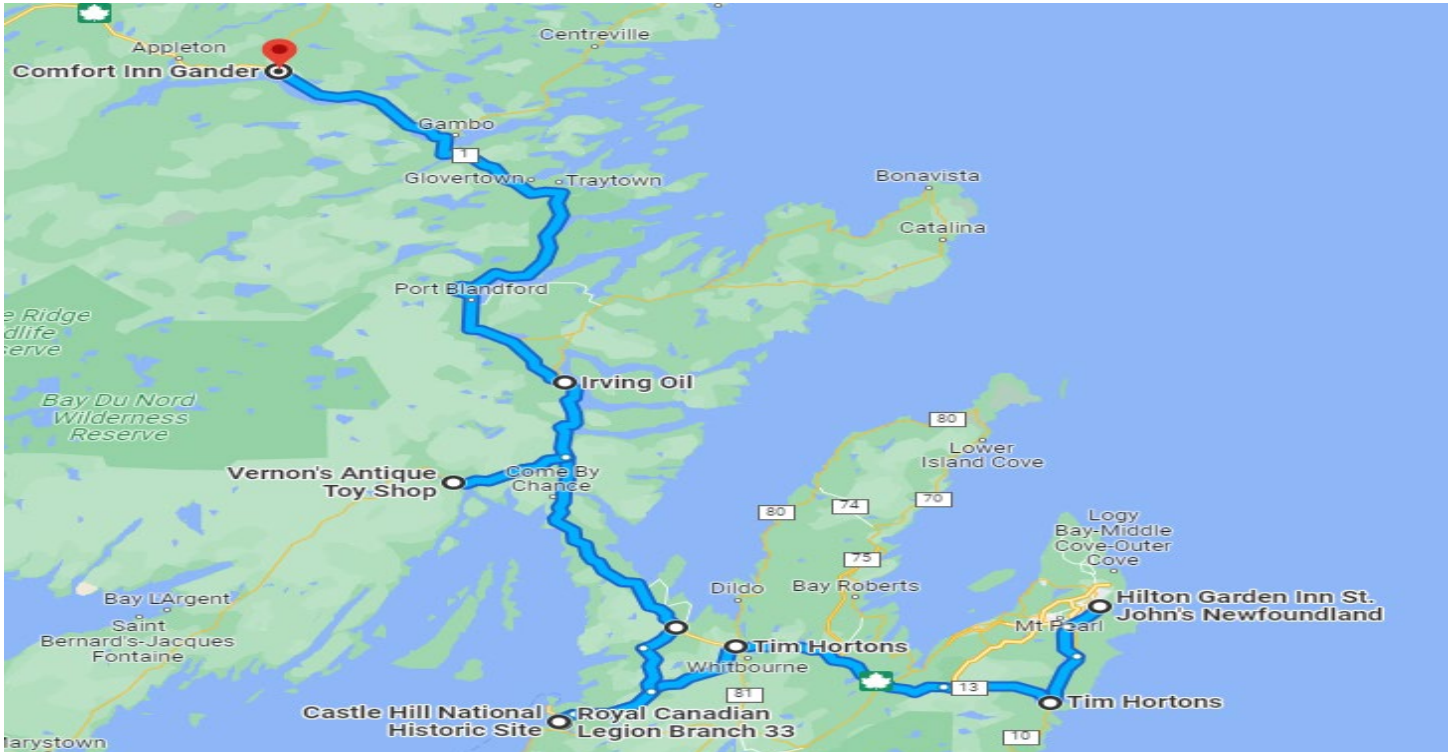 Appleton
Centreville
Comfort Inn Gander
Gambo
1
Glovertown
Traytown
Bonavista
Catalina
Port Blandford
e Ridge
dlife
serve
Irving Oil
Bay Du Nord
Wilderness
Reserve
80
Lower
Island Cove
Vernon's Antique
Toy Shop
Come By
Chance
74
70
80
Logy
Bay-Middle
Cove-Outer
Cove
75
Dildo
Bay Roberts
Bay LArgent
Hilton Garden Inn St.
John's Newfoundland
Saint
Bernard's-Jacques
Fontaine
Mt Pearl
Tim Hortons
Whitbourne
81
13
Tim Hortons
Castle Hill National
Historic Site
Royal Canadian
Legion Branch 33
10
Marystown